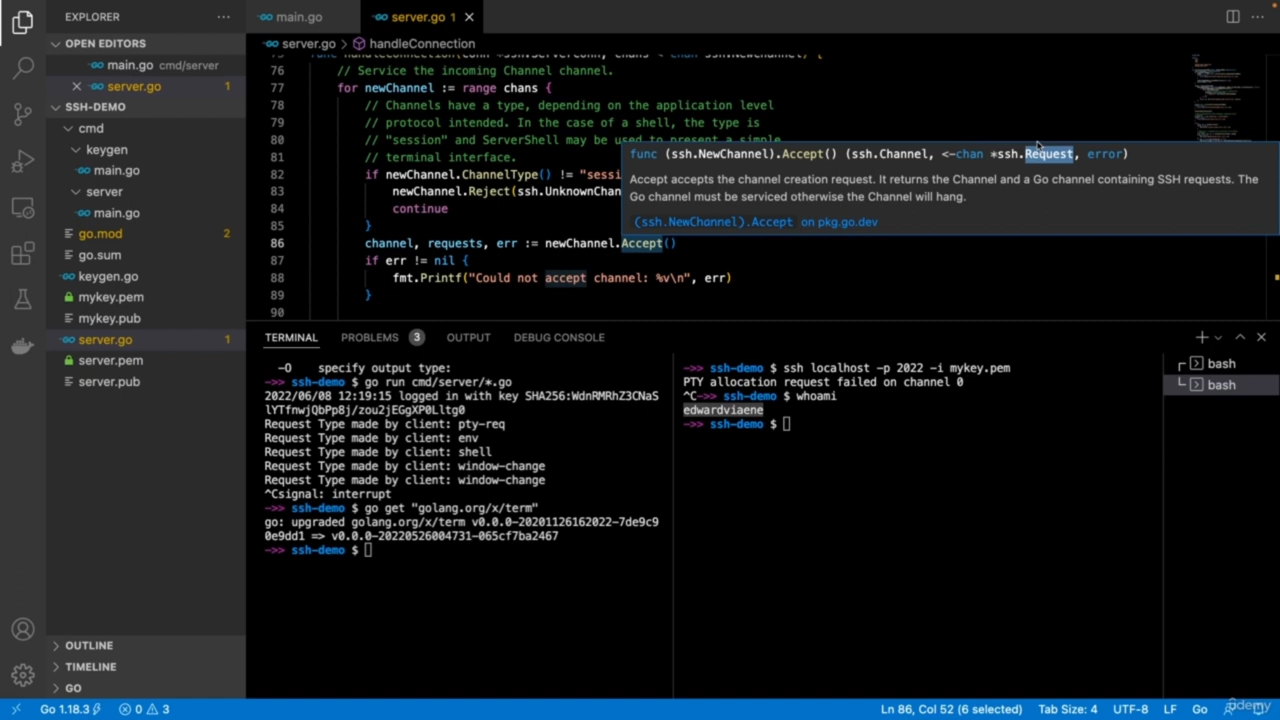 EXPLORER
main.go
server.go 1
OPEN EDITORS
main.go cmd/server
server.go 1
SSH-DEMO
cmd
keygen
main.go
server
main.go
go.mod 2
go.sum
keygen.go
mykey.pem
mykey.pub
server.go 1
server.pem
server.pub
OUTLINE
TIMELINE
GO
server.go > handleConnection
76 // Service the incoming Channel channel.
77 for newChannel := range chans {
78 // Channels have a type, depending on the application level
79 // protocol intended. In the case of a shell, the type is
80 // "session" and ServerShell may be used to present a simple
81 // terminal interface.
82 if newChannel.ChannelType() != "sessi
83 newChannel.Reject(ssh.UnknownChan
84 continue
85 }
86 channel, requests, err := newChannel.Accept()
87 if err != nil {
88 fmt.Printf("Could not accept channel: %v\n", err)
89 }
90
func (ssh.NewChannel).Accept() (ssh.Channel, <-chan *ssh.Request, error)
Accept accepts the channel creation request. It returns the Channel and a Go channel containing SSH requests. The
Go channel must be serviced otherwise the Channel will hang.
(ssh.NewChannel).Accept on pkg.go.dev
TERMINAL PROBLEMS 3 OUTPUT DEBUG CONSOLE
-O specify output type:
->> ssh-demo $ go run cmd/server/*.go
2022/06/08 12:19:15 logged in with key SHA256:WdnRMRhZ3CNaS
lYTfnwjQbPp8j/zou2jEGgXP0Lltg0
Request Type made by client: pty-req
Request Type made by client: env
Request Type made by client: shell
Request Type made by client: window-change
Request Type made by client: window-change
^Csignal: interrupt
->> ssh-demo $ go get "golang.org/x/term"
go: upgraded golang.org/x/term v0.0.0-20201126162022-7de9c9
0e9dd1 => v0.0.0-20220526004731-065cf7ba2467
->> ssh-demo $
->> ssh-demo $ ssh localhost -p 2022 -i mykey.pem
PTY allocation request failed on channel 0
^C->> ssh-demo $ whoami
edwardviaene
->> ssh-demo $
bash
bash
Go 1.18.3
0 3
Ln 86, Col 52 (6 selected) Tab Size: 4 UTF-8 LF Go
udemy